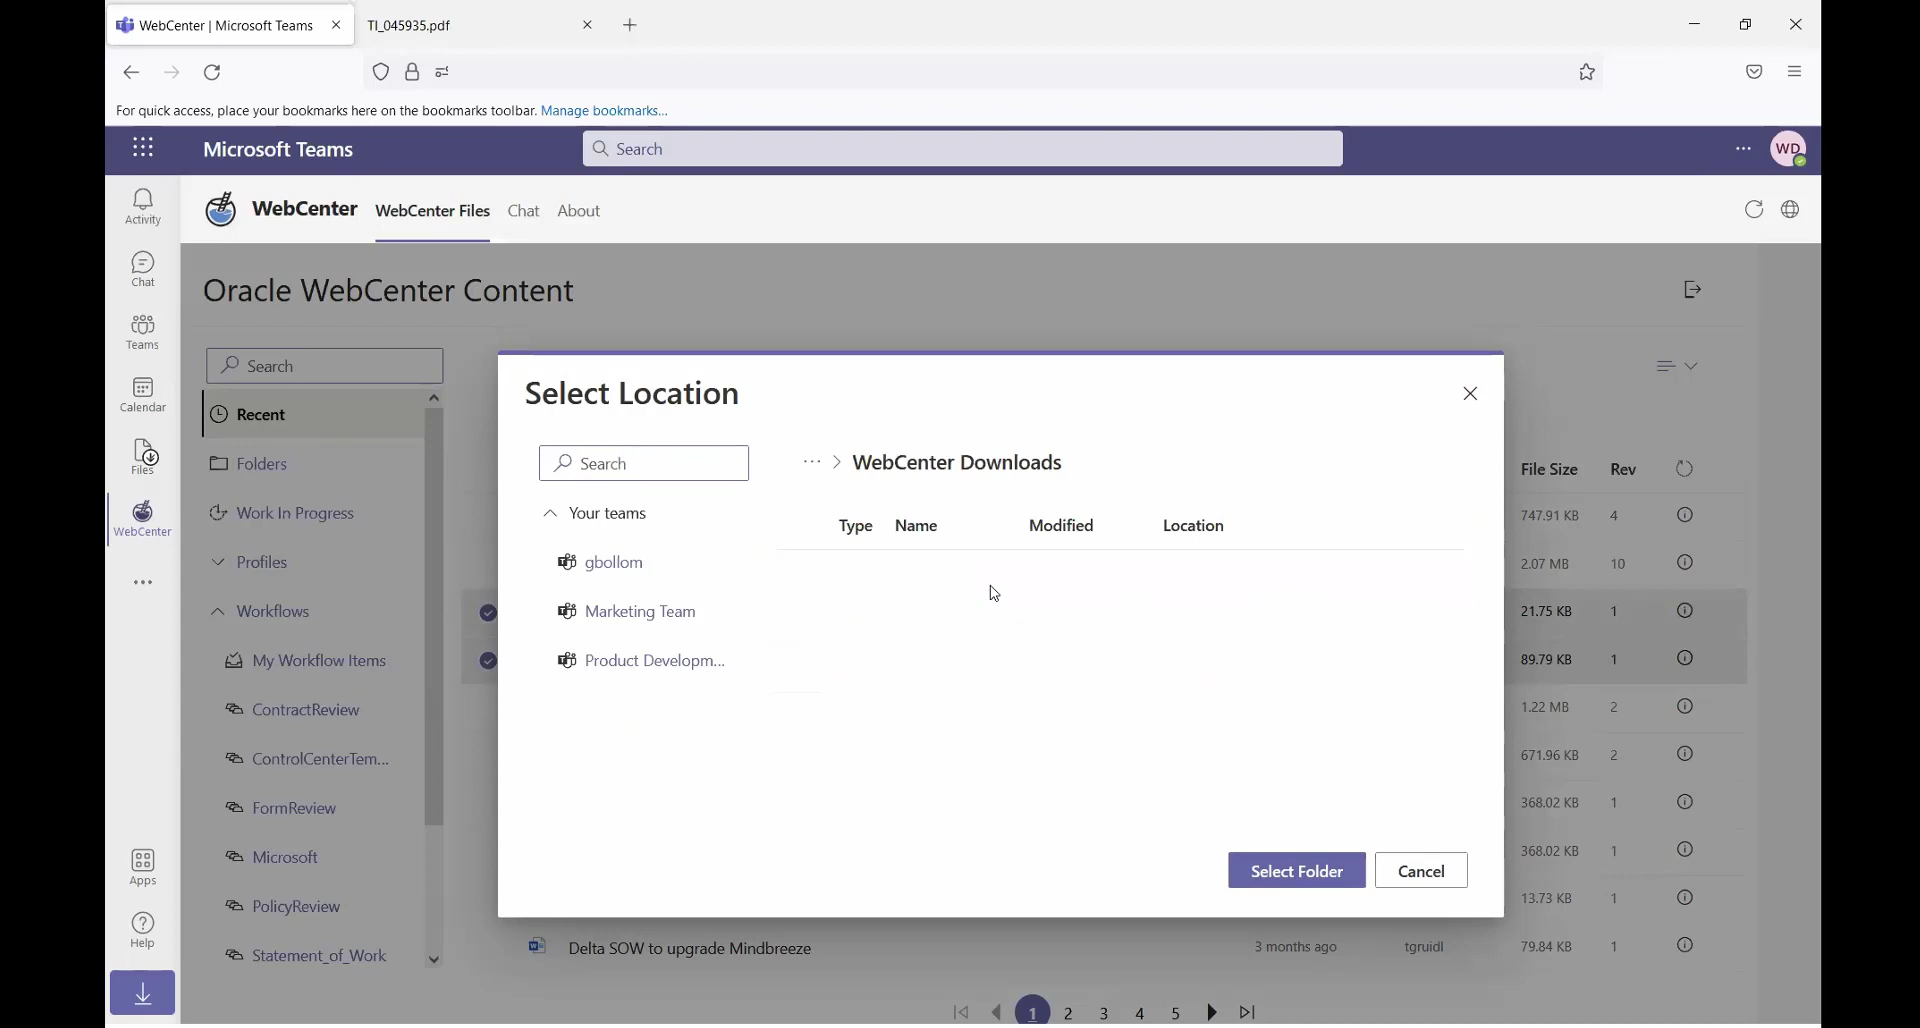 WebCenter | Microsoft Teams
TI_045935.pdf
For quick access, place your bookmarks here on the bookmarks toolbar. Manage bookmarks...
Microsoft Teams
Search
WD
Activity
Chat
Teams
Calendar
Files
WebCenter
Apps
Help
WebCenter
WebCenter Files
Chat
About
Oracle WebCenter Content
Search
Recent
Folders
Work In Progress
Profiles
Workflows
My Workflow Items
ContractReview
ControlCenterTem...
FormReview
Microsoft
PolicyReview
Statement_of_Work
Select Location
Search
Your teams
gbollom
Marketing Team
Product Developm...
··· > WebCenter Downloads
Type Name Modified Location
Select Folder
Cancel
File Size Rev
747.91 KB 4
2.07 MB 10
21.75 KB 1
89.79 KB 1
1.22 MB 2
671.96 KB 2
368.02 KB 1
368.02 KB 1
13.73 KB 1
Delta SOW to upgrade Mindbreeze 3 months ago tgruidl 79.84 KB 1
1 2 3 4 5